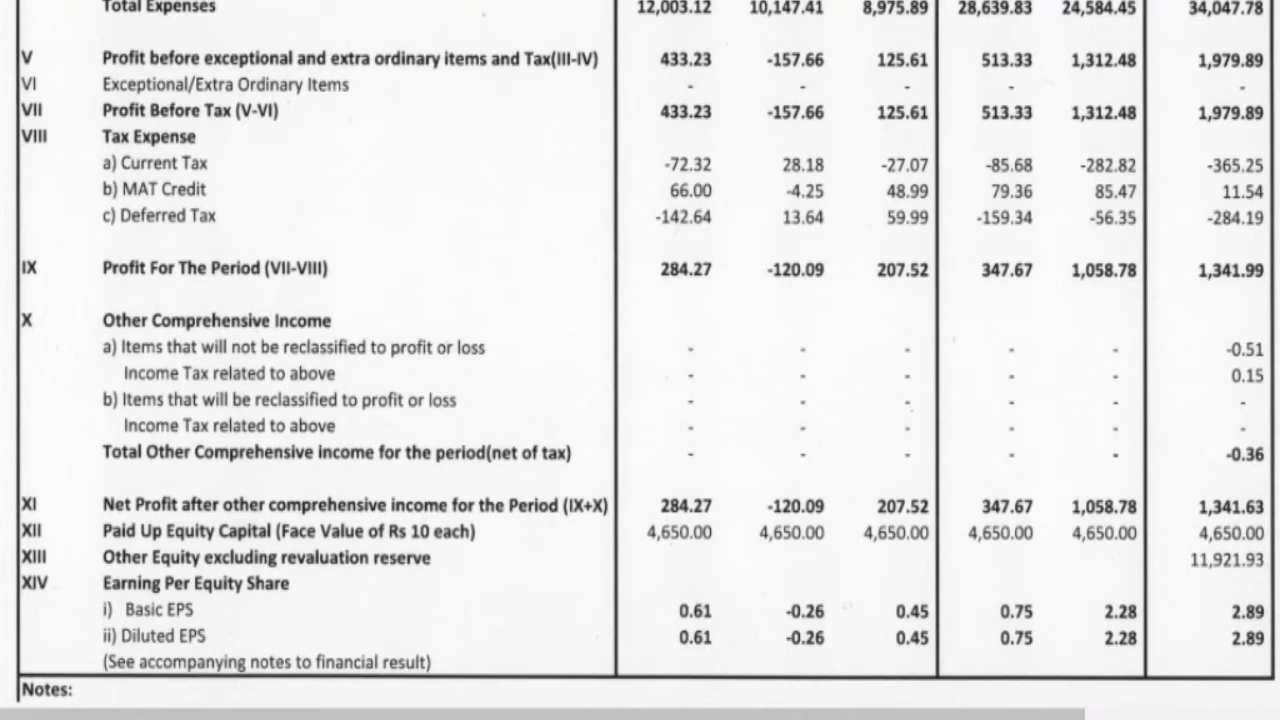 Total Expenses 12,003.12 10,147.41 8,975.89 28,639.83 24,584.45 34,047.78
V Profit before exceptional and extra ordinary items and Tax(III-IV) 433.23 -157.66 125.61 513.33 1,312.48 1,979.89
VI Exceptional/Extra Ordinary Items - - - - -
VII Profit Before Tax (V-VI) 433.23 -157.66 125.61 513.33 1,312.48 1,979.89
VIII Tax Expense
a) Current Tax -72.32 28.18 -27.07 -85.68 -282.82 -365.25
b) MAT Credit 66.00 -4.25 48.99 79.36 85.47 11.54
c) Deferred Tax -142.64 13.64 59.99 -159.34 -56.35 -284.19
IX Profit For The Period (VII-VIII) 284.27 -120.09 207.52 347.67 1,058.78 1,341.99
X Other Comprehensive Income
a) Items that will not be reclassified to profit or loss - - - - - -0.51
Income Tax related to above - - - - - 0.15
b) Items that will be reclassified to profit or loss - - - - - -
Income Tax related to above - - - - - -
Total Other Comprehensive income for the period(net of tax) - - - - - -0.36
XI Net Profit after other comprehensive income for the Period (IX+X) 284.27 -120.09 207.52 347.67 1,058.78 1,341.63
XII Paid Up Equity Capital (Face Value of Rs 10 each) 4,650.00 4,650.00 4,650.00 4,650.00 4,650.00 4,650.00
XIII Other Equity excluding revaluation reserve 11,921.93
XIV Earning Per Equity Share
i) Basic EPS 0.61 -0.26 0.45 0.75 2.28 2.89
ii) Diluted EPS 0.61 -0.26 0.45 0.75 2.28 2.89
(See accompanying notes to financial result)
Notes: